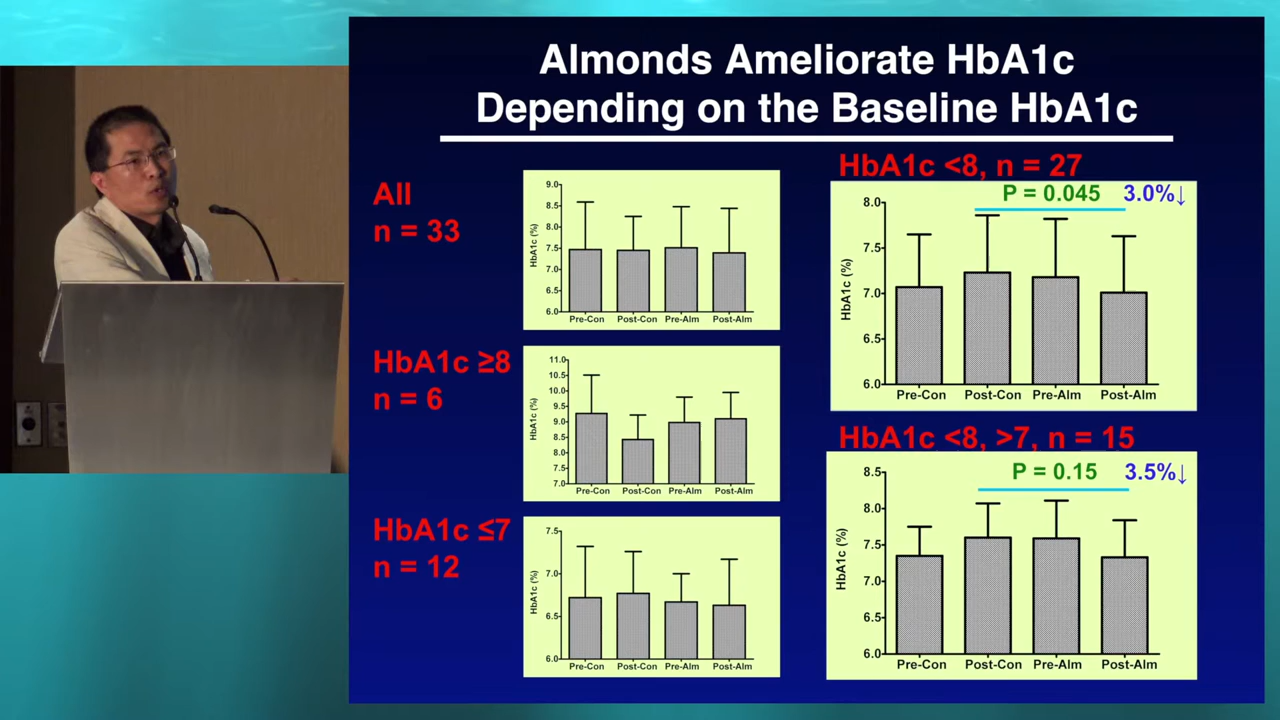 Almonds Ameliorate HbA1c
Depending on the Baseline HbA1c
All
n = 33
9.0
8.5
8.0
7.5
7.0
6.5
6.0
HbA1c (%)
Pre-Con Post-Con Pre-Alm Post-Alm
HbA1c ≥8
n = 6
11.0
10.5
10.0
9.5
9.0
8.5
8.0
7.5
7.0
HbA1c (%)
Pre-Con Post-Con Pre-Alm Post-Alm
HbA1c ≤7
n = 12
7.5
7.0
6.5
6.0
HbA1c (%)
Pre-Con Post-Con Pre-Alm Post-Alm
HbA1c <8, n = 27
P = 0.045 3.0%↓
8.0
7.5
7.0
6.5
6.0
HbA1c (%)
Pre-Con Post-Con Pre-Alm Post-Alm
HbA1c <8, >7, n = 15
P = 0.15 3.5%↓
8.5
8.0
7.5
7.0
6.5
6.0
HbA1c (%)
Pre-Con Post-Con Pre-Alm Post-Alm